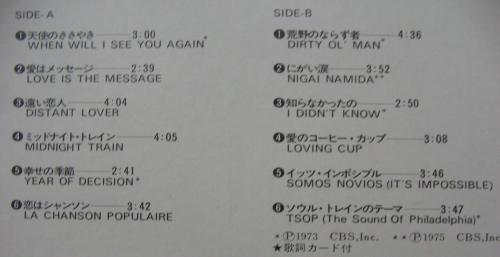 SIDE-A
❶天使のささやき——3:00
WHEN WILL I SEE YOU AGAIN*
❷愛はメッセージ——2:39
LOVE IS THE MESSAGE
❸遠い恋人——4:04
DISTANT LOVER
❹ミッドナイト・トレイン——4:05
MIDNIGHT TRAIN
❺幸せの季節——2:41
YEAR OF DECISION*
❻恋はシャンソン——3:42
LA CHANSON POPULAIRE
SIDE-B
❶荒野のならず者——4:36
DIRTY OL' MAN*
❷にがい涙——3:52
NIGAI NAMIDA**
❸知らなかったの——2:50
I DIDN'T KNOW*
❹愛のコーヒー・カップ——3:08
LOVING CUP
❺イッツ・インポシブル——3:46
SOMOS NOVIOS (IT'S IMPOSSIBLE)
❻ソウル・トレインのテーマ——3:47
TSOP (The Sound Of Philadelphia)*
*Ⓟ1973 CBS,Inc. **Ⓟ1975 CBS,Inc.
★歌詞カード付